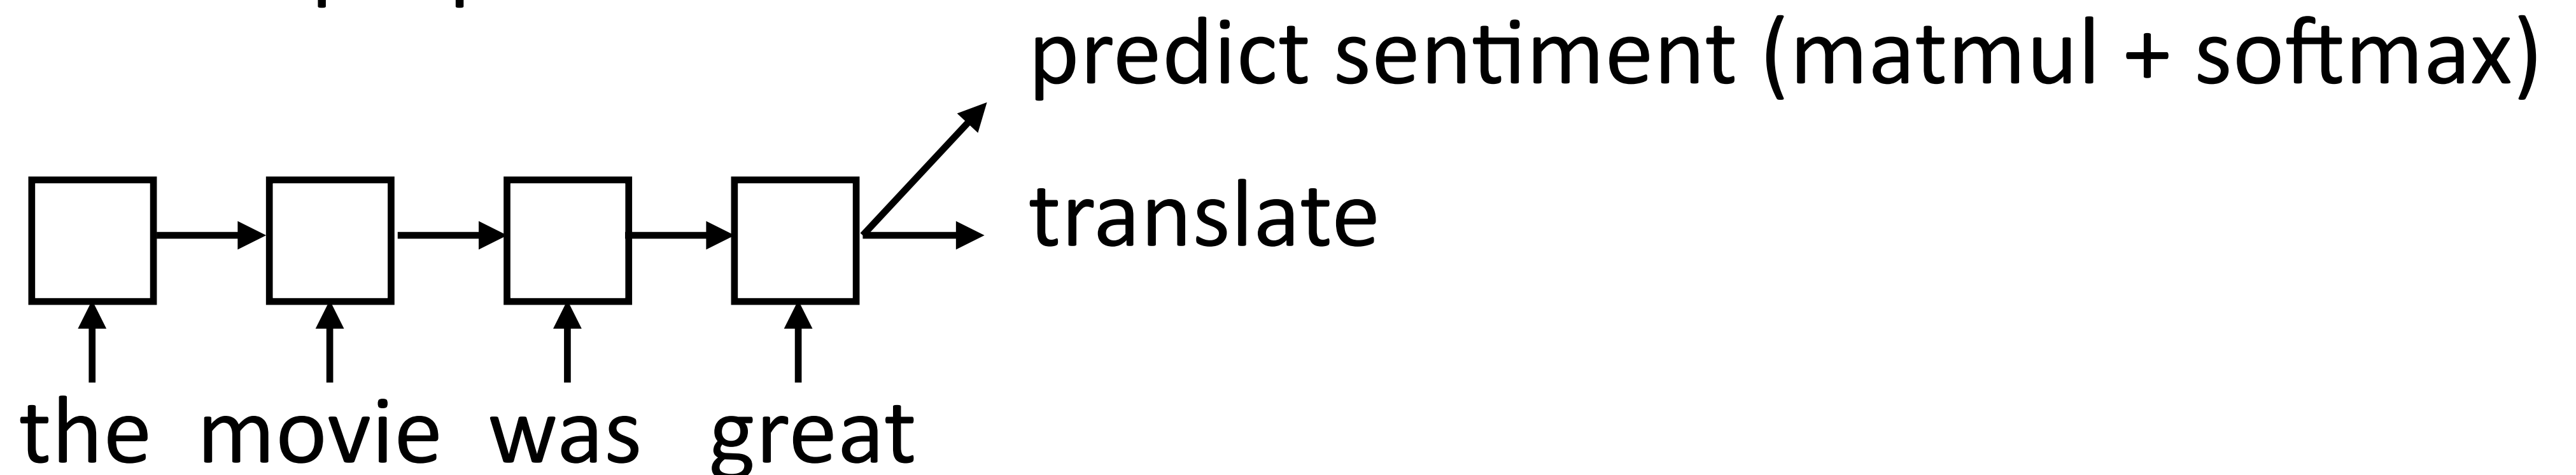 predict sentiment (matmul + softmax)
translate
the movie was great